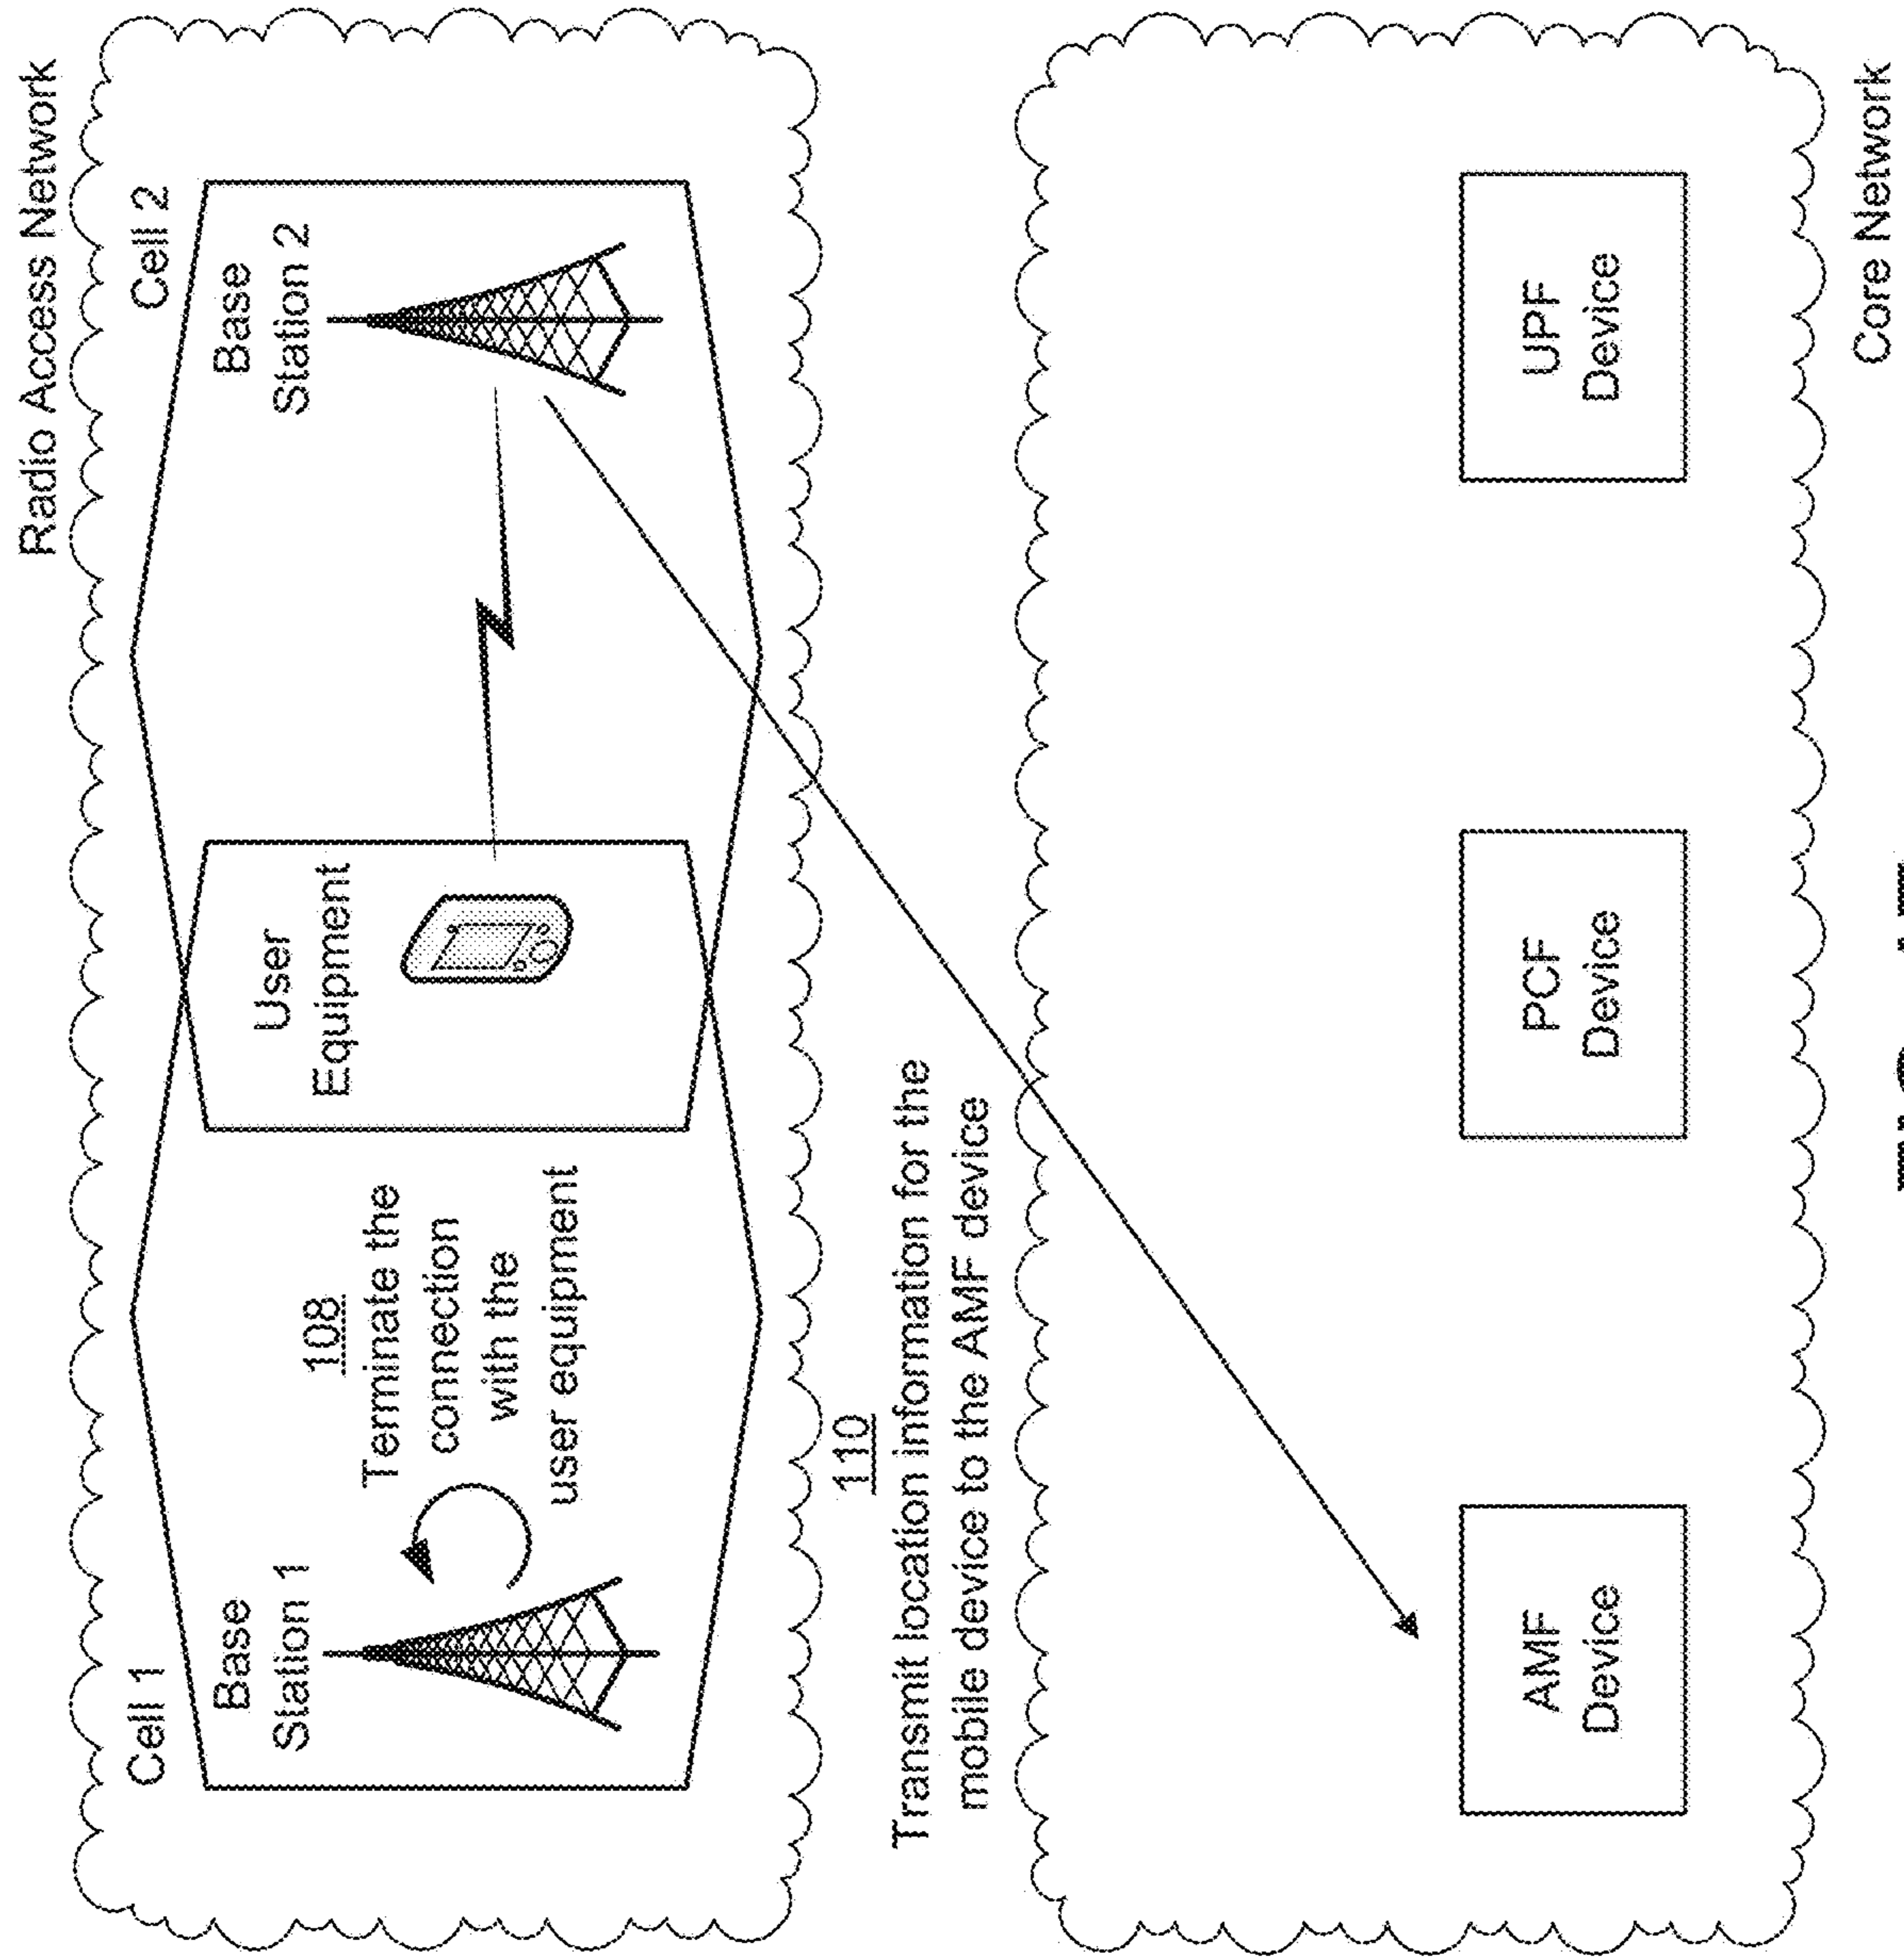 Radio Access Network
Cell 1
Cell 2
Base
Station 1
108
Terminate the
connection
with the
user equipment
User
Equipment
Base
Station 2
110
Transmit location information for the
mobile device to the AMF device
AMF
Device
PCF
Device
UPF
Device
Core Network